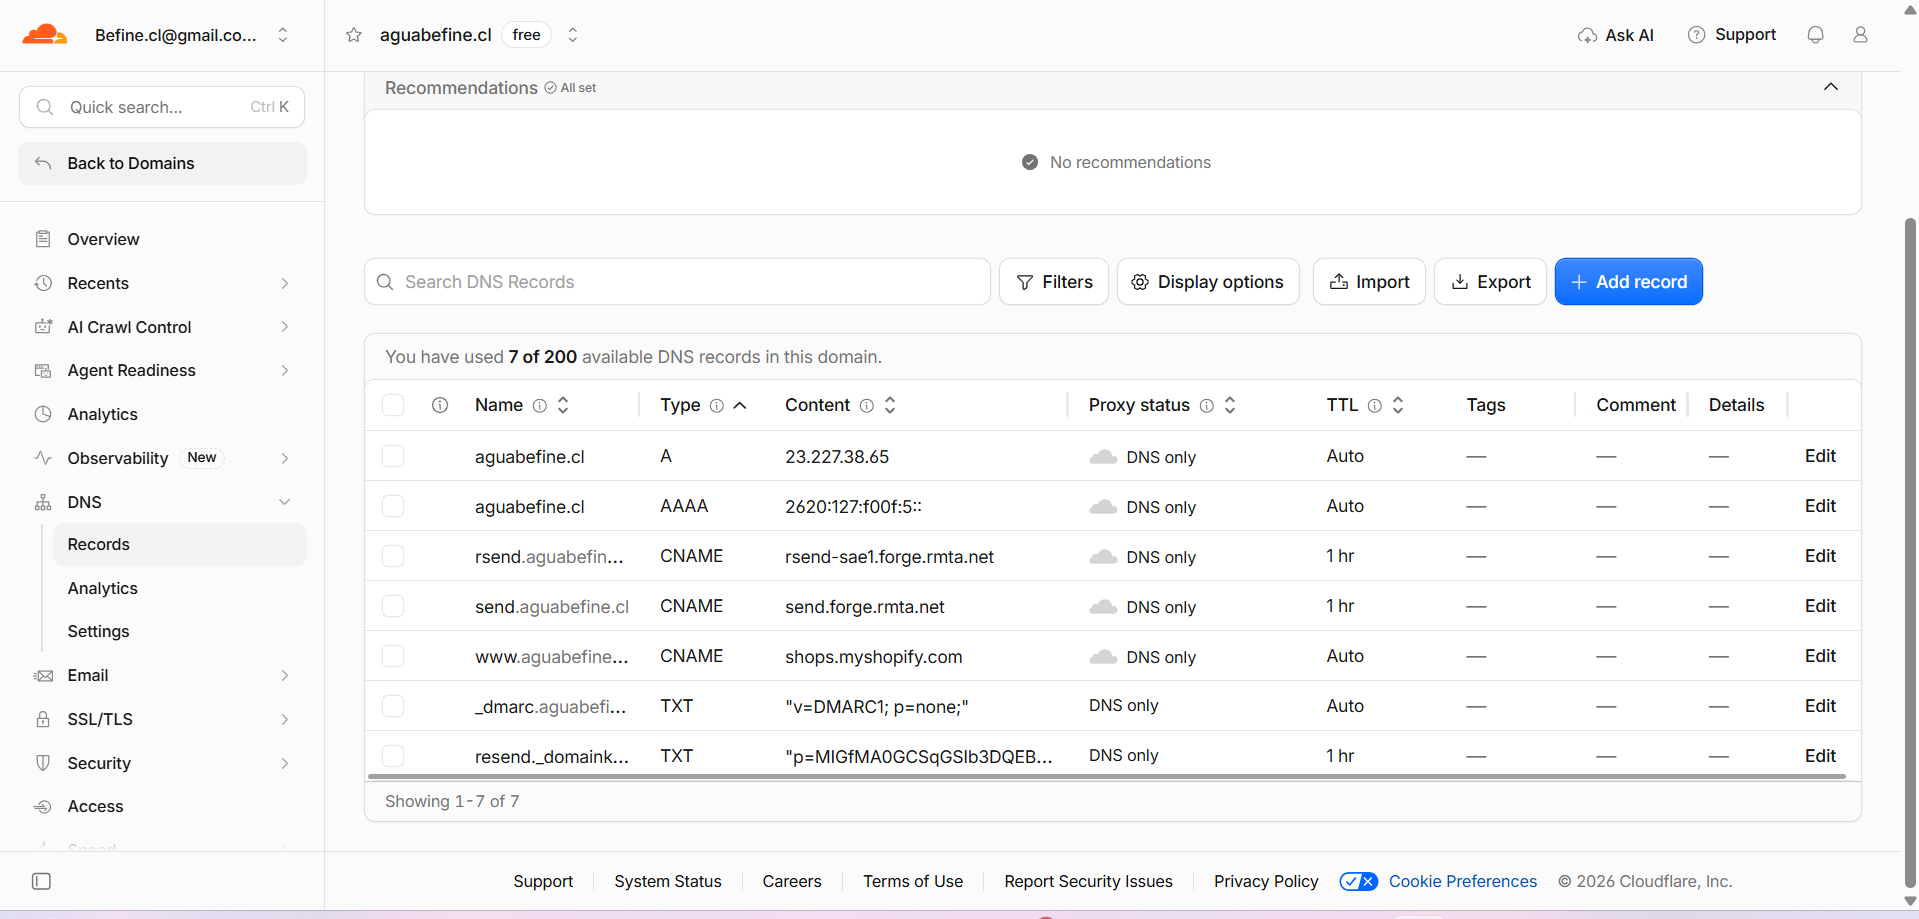 Befine.cl@gmail.co...
aguabefine.cl free
Ask AI
Support
Quick search... Ctrl K
Back to Domains
Overview
Recents
AI Crawl Control
Agent Readiness
Analytics
Observability New
DNS
Records
Analytics
Settings
Email
SSL/TLS
Security
Access
Speed
Recommendations All set
No recommendations
Search DNS Records
Filters
Display options
Import
Export
Add record
You have used 7 of 200 available DNS records in this domain.
Name Type Content Proxy status TTL Tags Comment Details
aguabefine.cl A 23.227.38.65 DNS only Auto — — — Edit
aguabefine.cl AAAA 2620:127:f00f:5:: DNS only Auto — — — Edit
rsend.aguabefin... CNAME rsend-sae1.forge.rmta.net DNS only 1 hr — — — Edit
send.aguabefine.cl CNAME send.forge.rmta.net DNS only 1 hr — — — Edit
www.aguabefine... CNAME shops.myshopify.com DNS only Auto — — — Edit
_dmarc.aguabefi... TXT "v=DMARC1; p=none;" DNS only Auto — — — Edit
resend._domaink... TXT "p=MIGfMA0GCSqGSIb3DQEB... DNS only 1 hr — — — Edit
Showing 1-7 of 7
Support System Status Careers Terms of Use Report Security Issues Privacy Policy Cookie Preferences © 2026 Cloudflare, Inc.